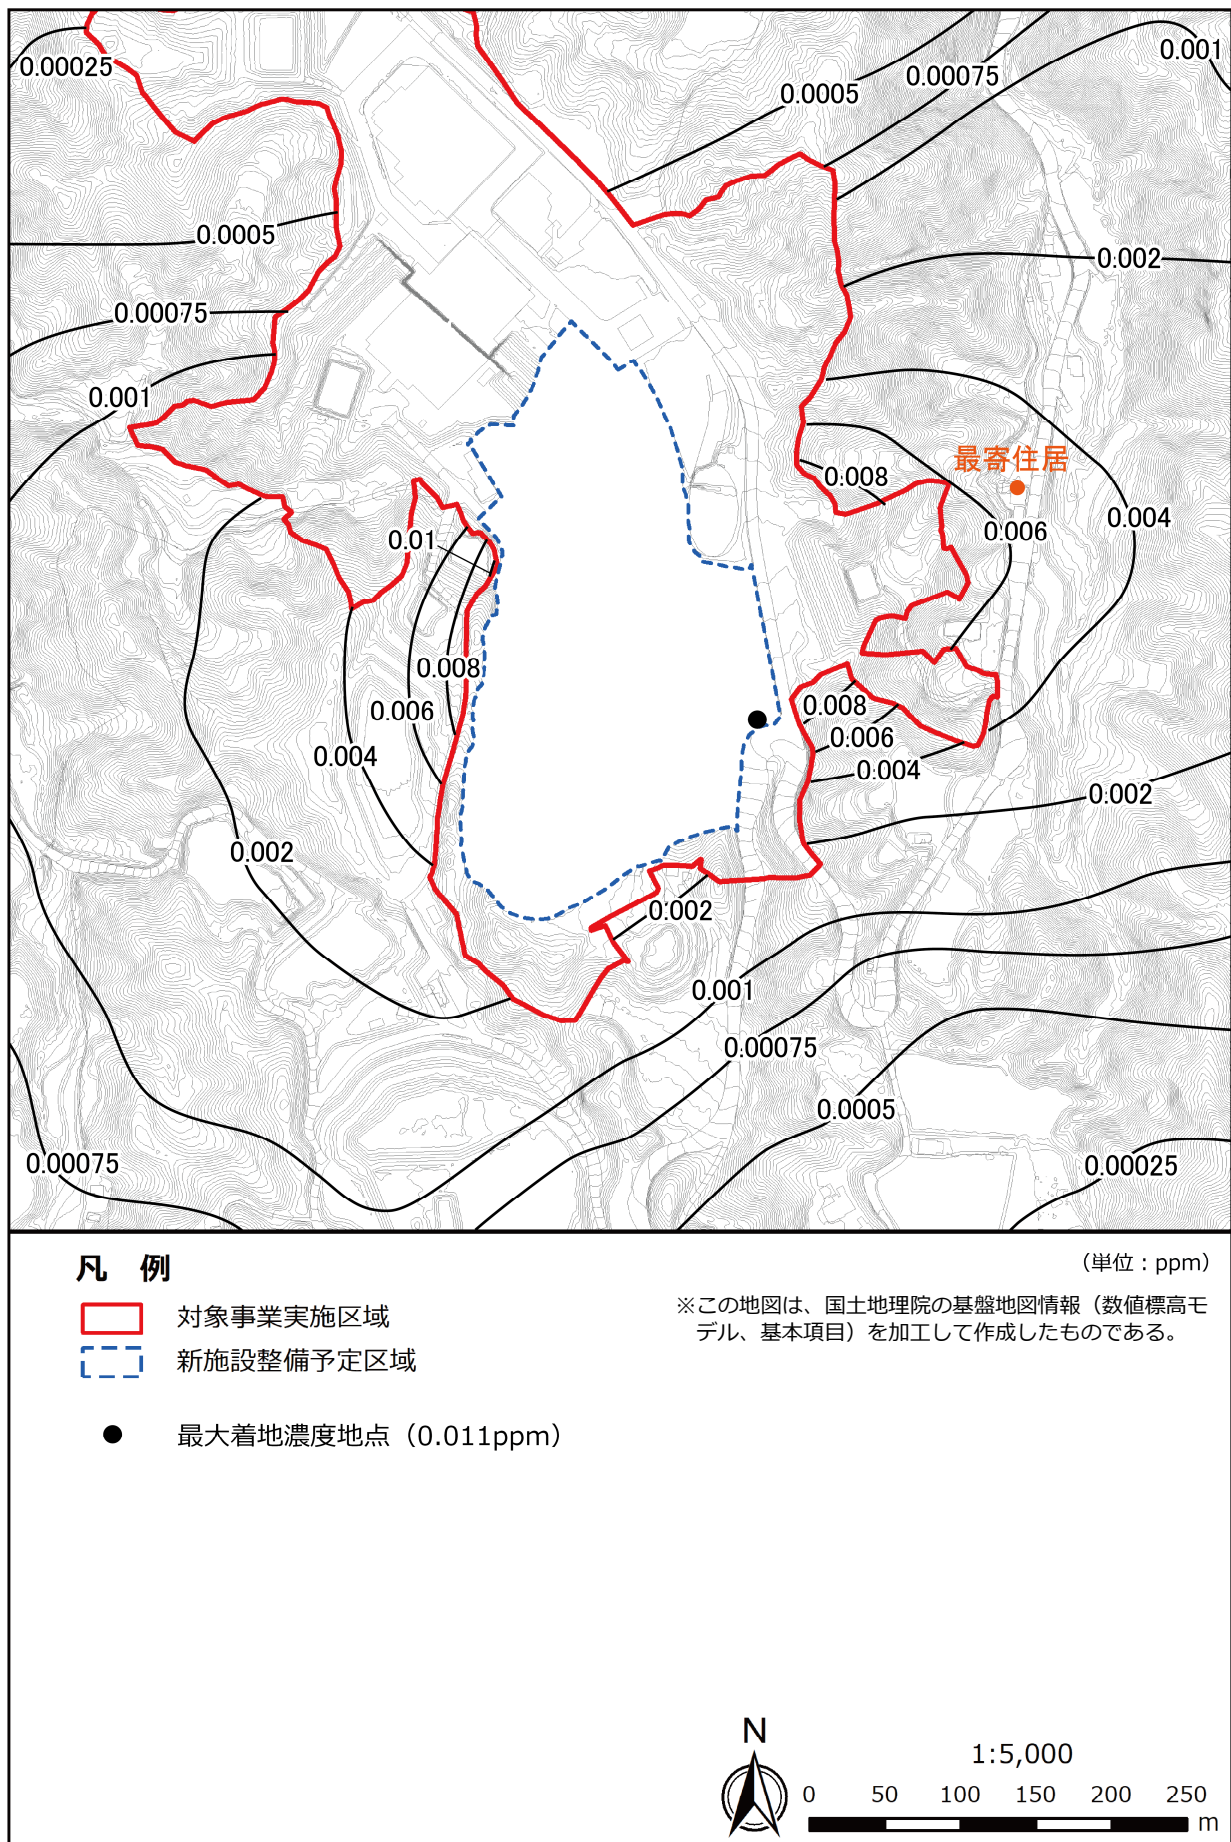 0.00025
0.001
0.00075
0.0005
0.0005
0.002
0.00075
0.001
最寄住居
0.008
0.006
0.004
0.01
0.008
0.006
0.004
0.008
0.006
0.004
0.002
0.002
0.002
0.001
0.00075
0.0005
0.00075
0.00025
凡 例
(単位：ppm)
対象事業実施区域
新施設整備予定区域
※この地図は、国土地理院の基盤地図情報（数値標高モ
デル、基本項目）を加工して作成したものである。
最大着地濃度地点（0.011ppm）
N
1:5,000
0 50 100 150 200 250
m